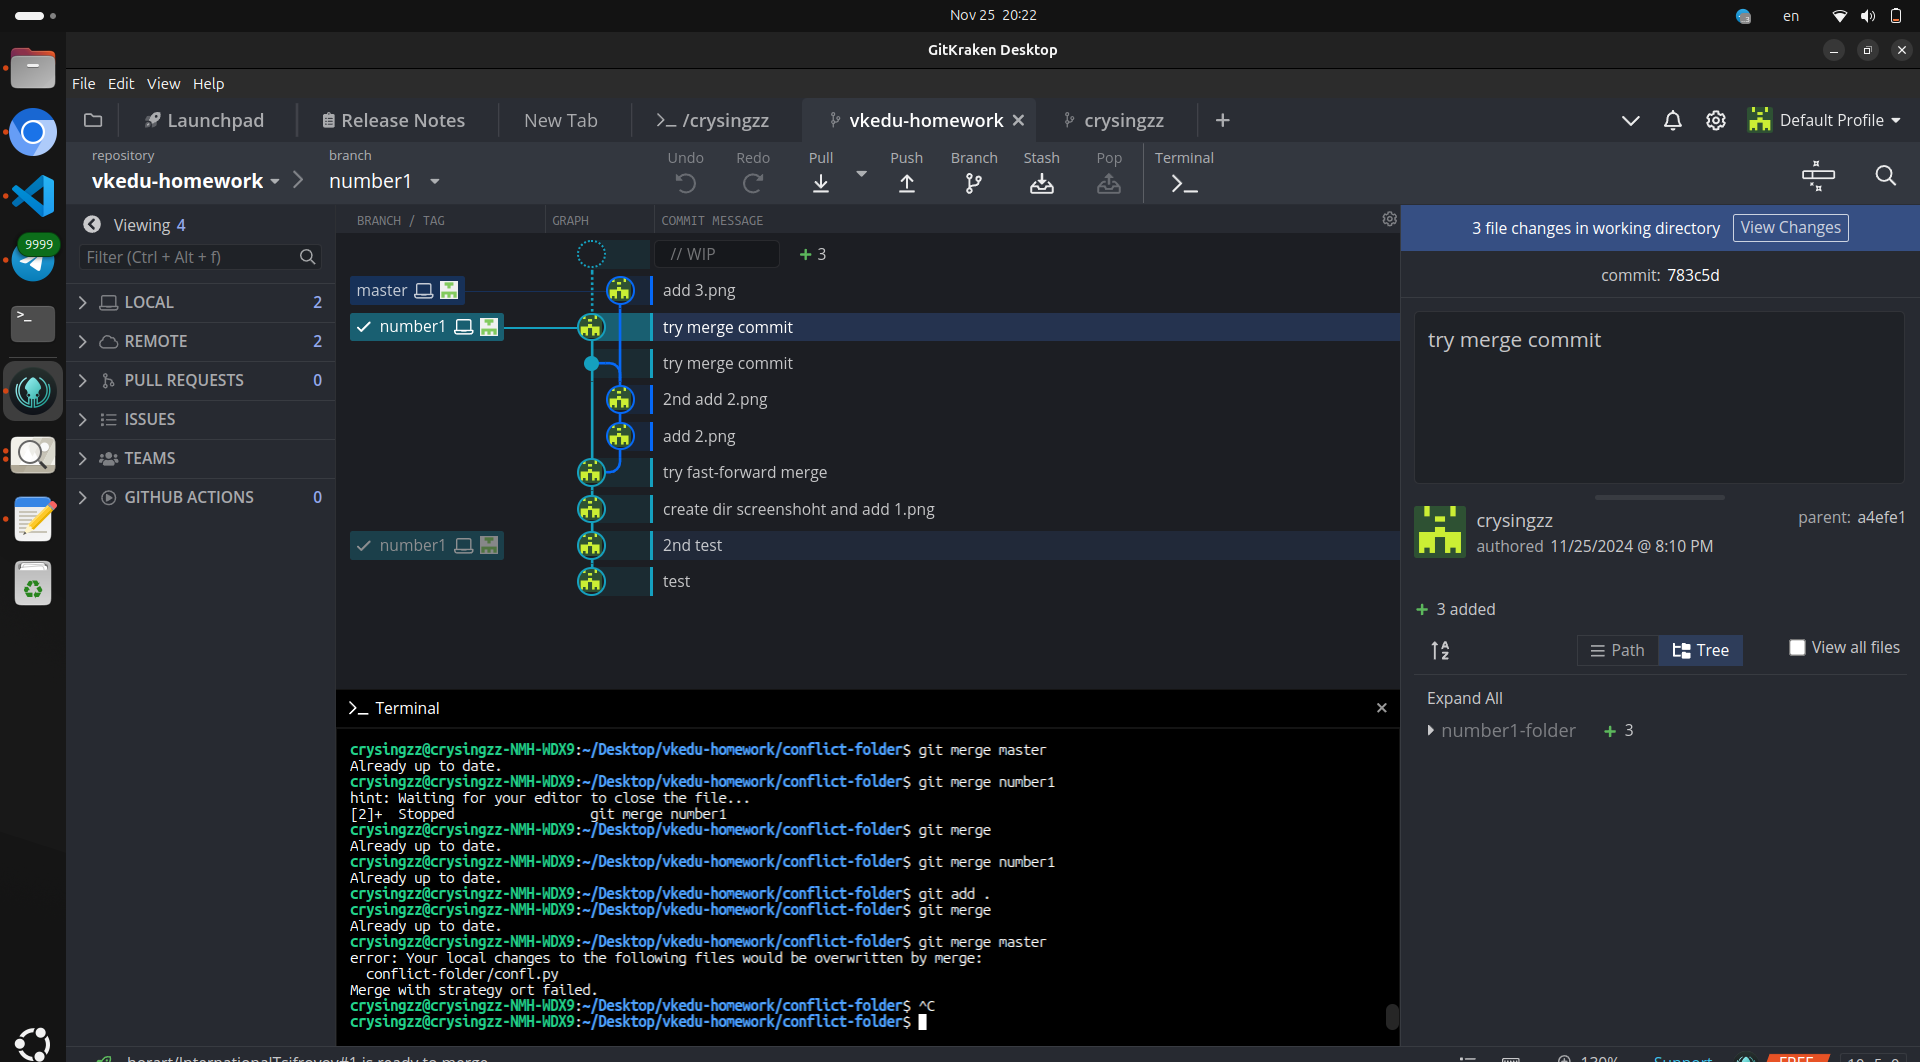 Nov 25 20:22
en
GitKraken Desktop
File Edit View Help
Launchpad
Release Notes
New Tab
>_ /crysingzz
vkedu-homework
crysingzz
Default Profile
9999
repository
vkedu-homework
branch
number1
Undo
Redo
Pull
Push
Branch
Stash
Pop
Terminal
Viewing 4
Filter (Ctrl + Alt + f)
LOCAL 2
REMOTE 2
PULL REQUESTS 0
ISSUES
TEAMS
GITHUB ACTIONS 0
BRANCH / TAG GRAPH COMMIT MESSAGE
// WIP + 3
master add 3.png
number1 try merge commit
try merge commit
2nd add 2.png
add 2.png
try fast-forward merge
create dir screenshoht and add 1.png
number1 2nd test
test
>_ Terminal
crysingzz@crysingzz-NMH-WDX9:~/Desktop/vkedu-homework/conflict-folder$ git merge master
Already up to date.
crysingzz@crysingzz-NMH-WDX9:~/Desktop/vkedu-homework/conflict-folder$ git merge number1
hint: Waiting for your editor to close the file...
[2]+  Stopped                 git merge number1
crysingzz@crysingzz-NMH-WDX9:~/Desktop/vkedu-homework/conflict-folder$ git merge
Already up to date.
crysingzz@crysingzz-NMH-WDX9:~/Desktop/vkedu-homework/conflict-folder$ git merge number1
Already up to date.
crysingzz@crysingzz-NMH-WDX9:~/Desktop/vkedu-homework/conflict-folder$ git add .
crysingzz@crysingzz-NMH-WDX9:~/Desktop/vkedu-homework/conflict-folder$ git merge
Already up to date.
crysingzz@crysingzz-NMH-WDX9:~/Desktop/vkedu-homework/conflict-folder$ git merge master
error: Your local changes to the following files would be overwritten by merge:
  conflict-folder/confl.py
Merge with strategy ort failed.
crysingzz@crysingzz-NMH-WDX9:~/Desktop/vkedu-homework/conflict-folder$ ^C
crysingzz@crysingzz-NMH-WDX9:~/Desktop/vkedu-homework/conflict-folder$
3 file changes in working directory View Changes
commit: 783c5d
try merge commit
crysingzz
authored 11/25/2024 @ 8:10 PM
parent: a4efe1
+ 3 added
Path Tree
View all files
Expand All
number1-folder + 3
is ready to merge
130% Support FREE